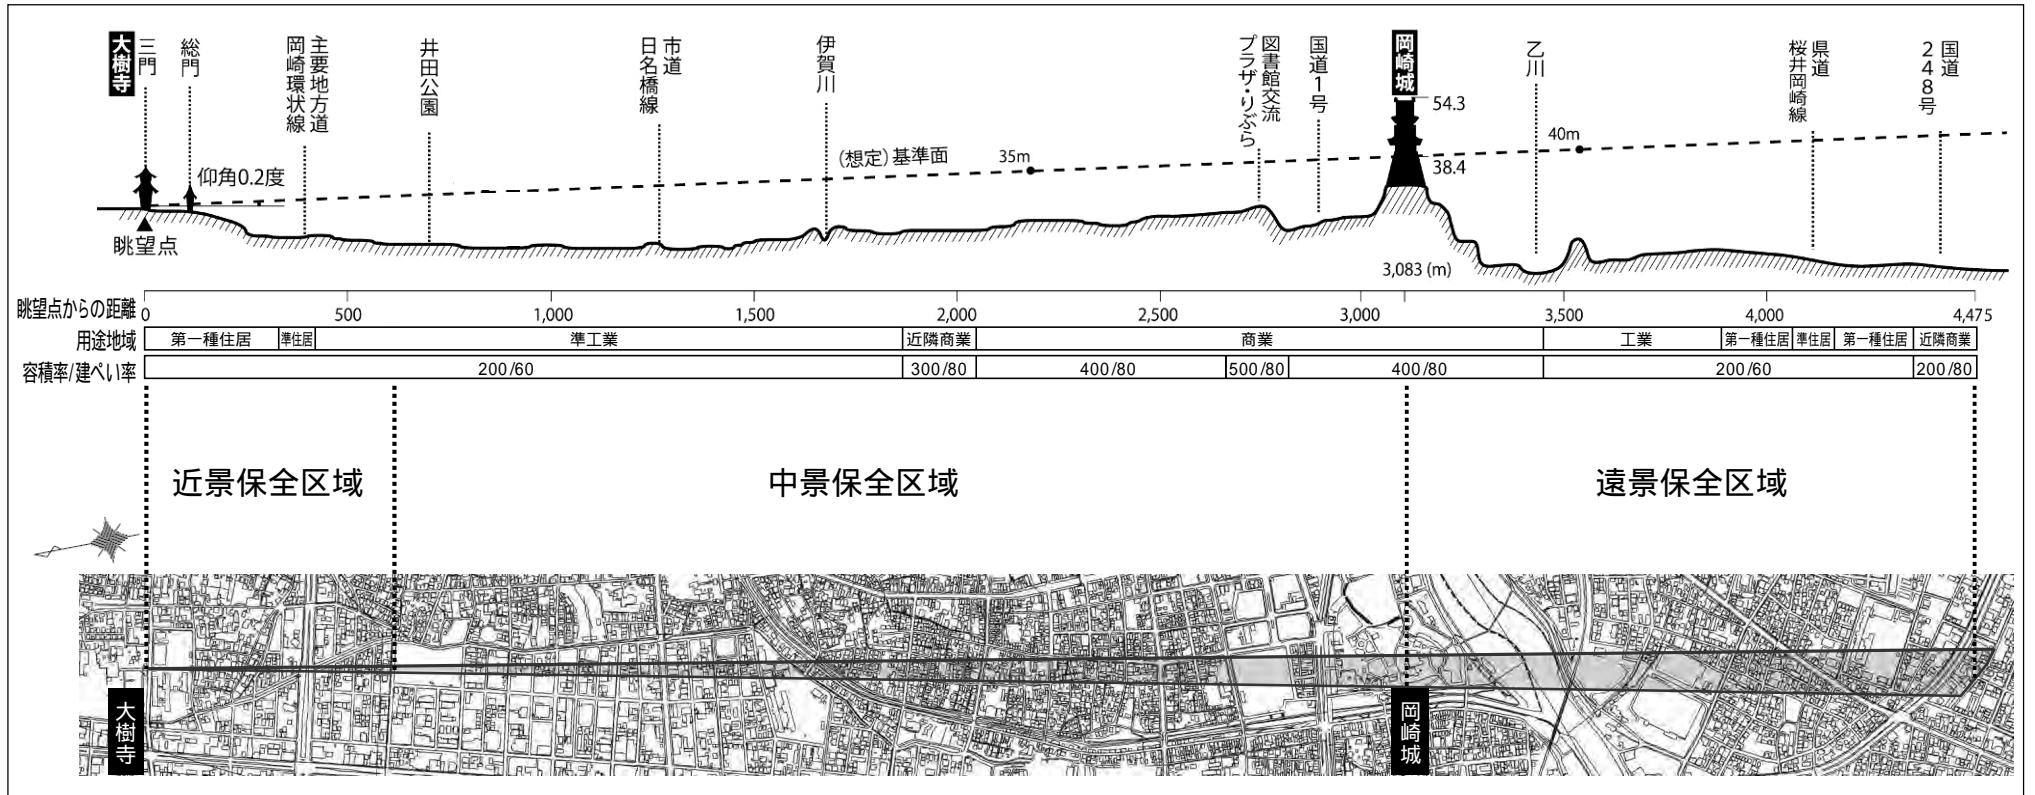 大樹寺
三門
総門
主要地方道
岡崎環状線
井田公園
市道
日名橋線
伊賀川
図書館交流
プラザ・りぶら
国道1号
岡崎城
乙川
県道
桜井岡崎線
国道
248号
54.3
40m
(想定)基準面
35m
38.4
仰角0.2度
眺望点
3,083 (m)
眺望点からの距離
0
500
1,000
1,500
2,000
2,500
3,000
3,500
4,000
4,475
用途地域
第一種住居
準住居
準工業
近隣商業
商業
工業
第一種住居
準住居
第一種住居
近隣商業
容積率/建ぺい率
200/60
300/80
400/80
500/80
400/80
200/60
200/80
近景保全区域
中景保全区域
遠景保全区域
大樹寺
岡崎城